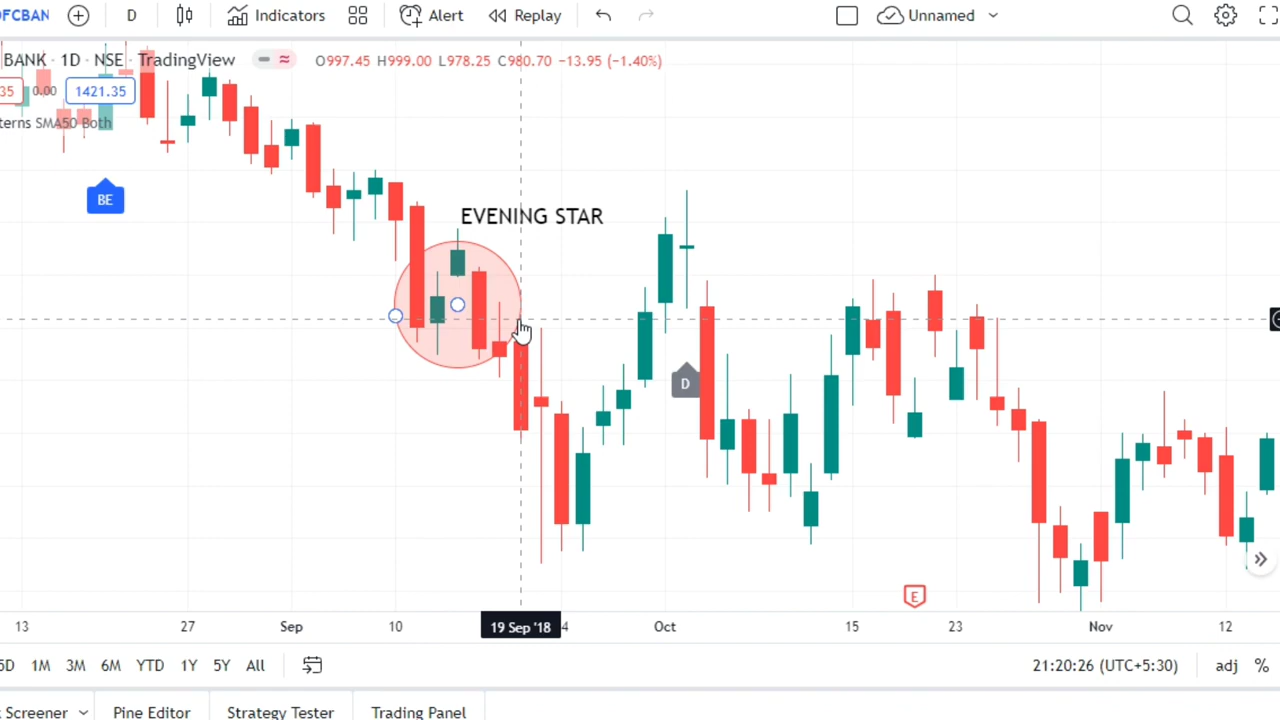 DFCBAN D Indicators Alert Replay Unnamed
BANK · 1D · NSE · TradingView O997.45 H999.00 L978.25 C980.70 −13.95 (−1.40%)
35 0.00 1421.35
terns SMA50 Both
BE
EVENING STAR
D
E
13 27 Sep 10 19 Sep '18 4 Oct 15 23 Nov 12
5D 1M 3M 6M YTD 1Y 5Y All 21:20:26 (UTC+5:30) adj %
Screener Pine Editor Strategy Tester Trading Panel